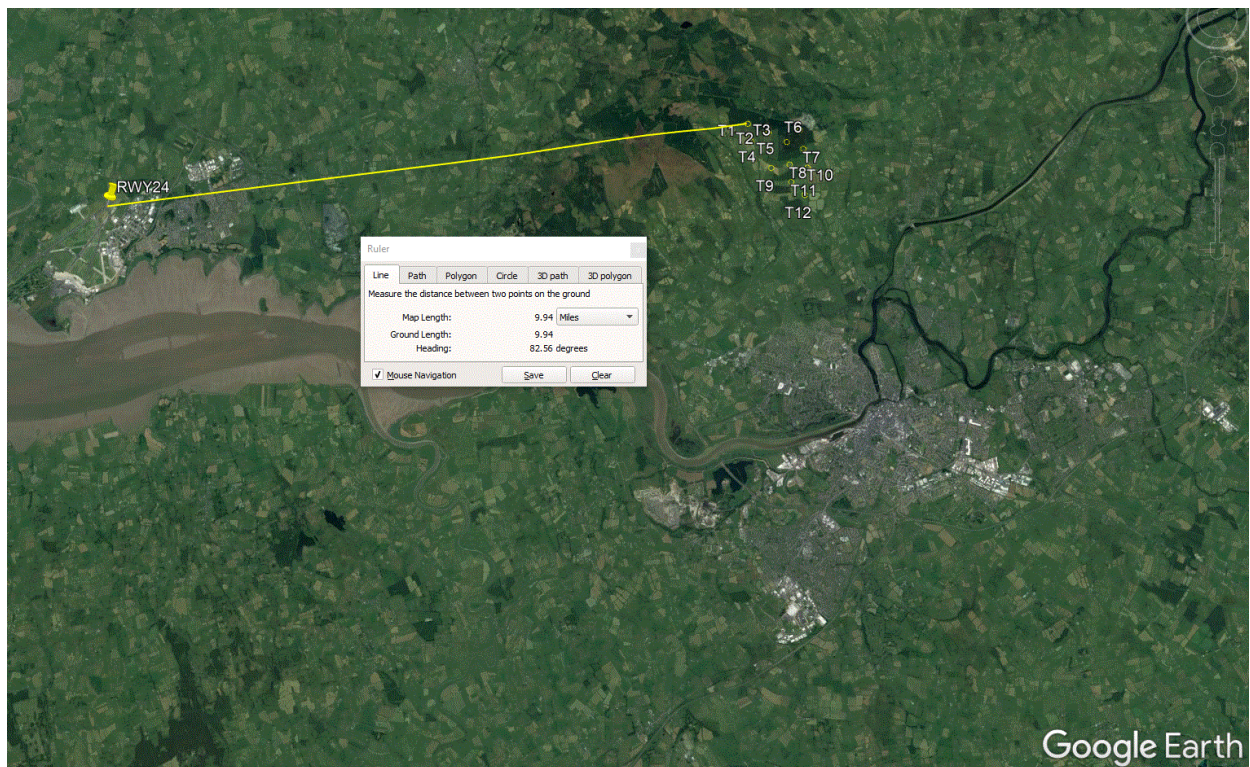 T1 T3 T6
T2
T5
T4 T7
T8 T10
RWY24 T9 T11
T12
Ruler
Line Path Polygon Circle 3D path 3D polygon
Measure the distance between two points on the ground
Map Length: 9.94 Miles
Ground Length: 9.94
Heading: 82.56 degrees
Mouse Navigation Save Clear
Google Earth